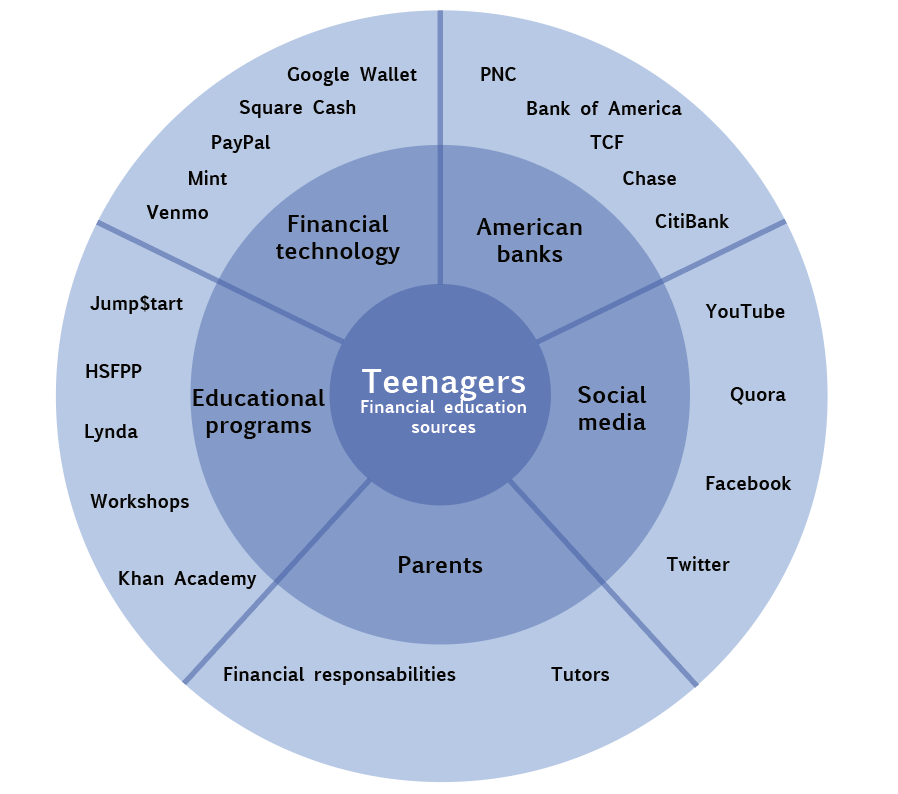 Google Wallet
Square Cash
PayPal
Mint
Venmo
PNC
Bank of America
TCF
Chase
CitiBank
Financial
technology
American
banks
Jump$tart
HSFPP
Lynda
Workshops
Khan Academy
Educational
programs
Teenagers
Financial education
sources
Social
media
YouTube
Quora
Facebook
Twitter
Parents
Financial responsabilities
Tutors